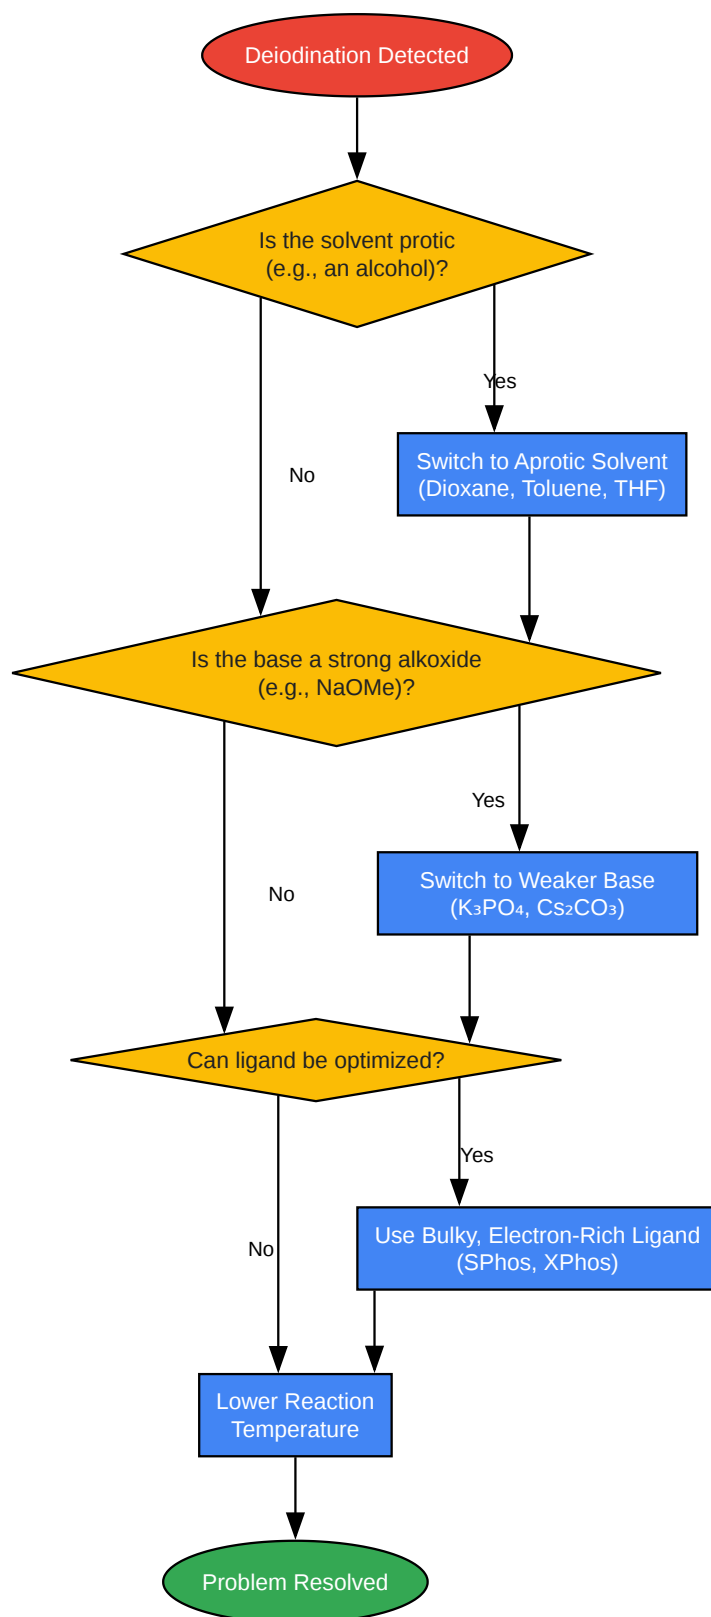 Deiodination Detected
Is the solvent protic
(e.g., an alcohol)?
Yes
Switch to Aprotic Solvent
(Dioxane, Toluene, THF)
No
Is the base a strong alkoxide
(e.g., NaOMe)?
Yes
Switch to Weaker Base
(K₃PO₄, Cs₂CO₃)
No
Can ligand be optimized?
Yes
Use Bulky, Electron-Rich Ligand
(SPhos, XPhos)
No
Lower Reaction
Temperature
Problem Resolved